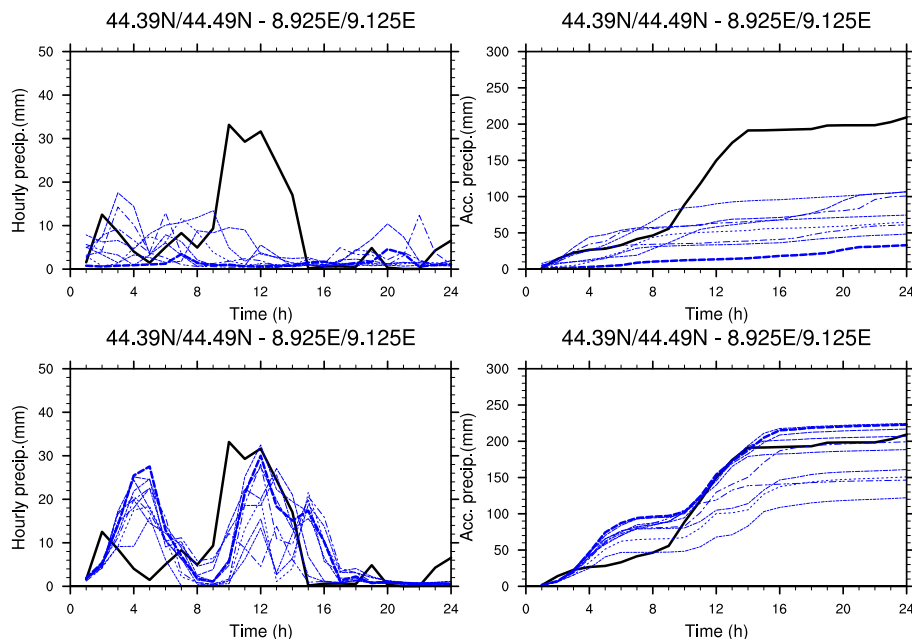 44.39N/44.49N - 8.925E/9.125E
44.39N/44.49N - 8.925E/9.125E
Hourly precip.(mm)
50
40
30
20
10
0
0 4 8 12 16 20 24
Time (h)
Acc. precip.(mm)
300
250
200
150
100
50
0
0 4 8 12 16 20 24
Time (h)
44.39N/44.49N - 8.925E/9.125E
44.39N/44.49N - 8.925E/9.125E
Hourly precip.(mm)
50
40
30
20
10
0
0 4 8 12 16 20 24
Time (h)
Acc. precip.(mm)
300
250
200
150
100
50
0
0 4 8 12 16 20 24
Time (h)